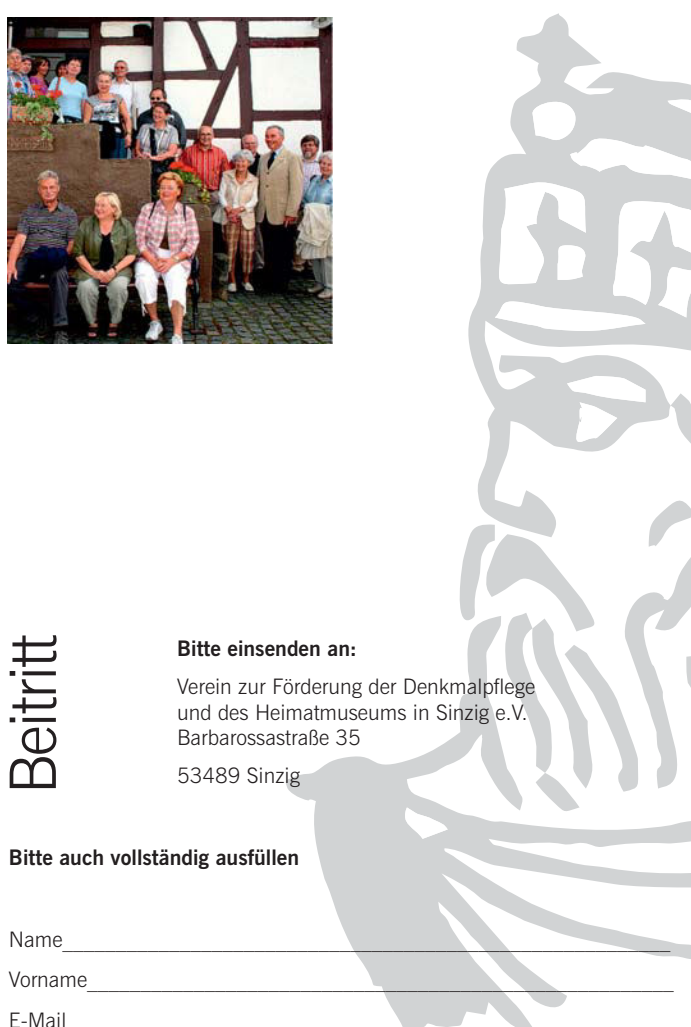 Beitritt
Bitte einsenden an:
Verein zur Förderung der Denkmalpflege
und des Heimatmuseums in Sinzig e.V.
Barbarossastraße 35
53489 Sinzig
Bitte auch vollständig ausfüllen
Name
Vorname
E-Mail